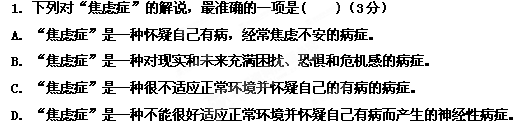 1. 下列对“焦虑症”的解说，最准确的一项是(　　)(3分)
A. “焦虑症”是一种怀疑自己有病，经常焦虑不安的病症。
B. “焦虑症”是一种对现实和未来充满困扰、恐惧和危机感的病症。
C. “焦虑症”是一种很不适应正常环境并怀疑自己的有病的病症。
D. “焦虑症”是一种不能很好适应正常环境并怀疑自己有病而产生的神经性病症。